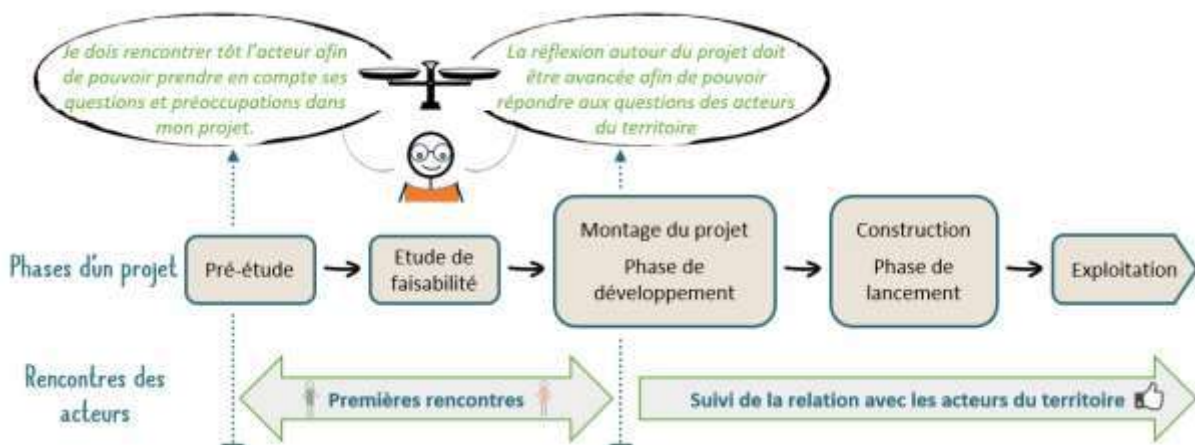 Je dois rencontrer tôt l'acteur afin
de pouvoir prendre en compte ses
questions et préoccupations dans
mon projet.
La réflexion autour du projet doit
être avancée afin de pouvoir
répondre aux questions des acteurs
du territoire
Phases d'un projet
Pré-étude
Etude de
faisabilité
Montage du projet
Phase de
développement
Construction
Phase de
lancement
Exploitation
Rencontres des
acteurs
Premières rencontres
Suivi de la relation avec les acteurs du territoire